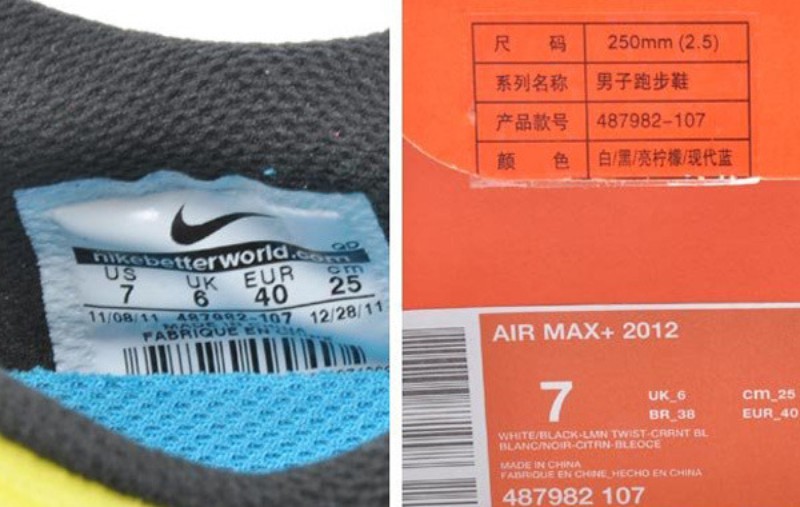 nikebetterworld.com
QD
US UK EUR cm
7 6 40 25
11/08/11 487982-107 12/28/11
FABRIQUE EN
尺 码 250mm (2.5)
系列名称 男子跑步鞋
产品款号 487982-107
颜 色 白/黑/亮柠檬/现代蓝
AIR MAX+ 2012
7
UK_6 cm_25
BR_38 EUR_40
WHITE/BLACK-LMN TWIST-CRRNT BL
BLANC/NOIR-CITRN-BLEOCE
MADE IN CHINA
FABRIQUE EN CHINE_HECHO EN CHINA
487982 107